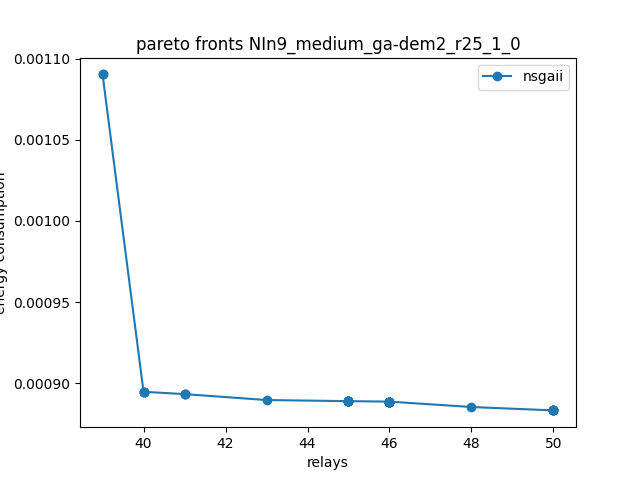 pareto fronts NIn9_medium_ga-dem2_r25_1_0
nsgaii
0.00110
0.00105
0.00100
0.00095
0.00090
energy consumption
40 42 44 46 48 50
relays